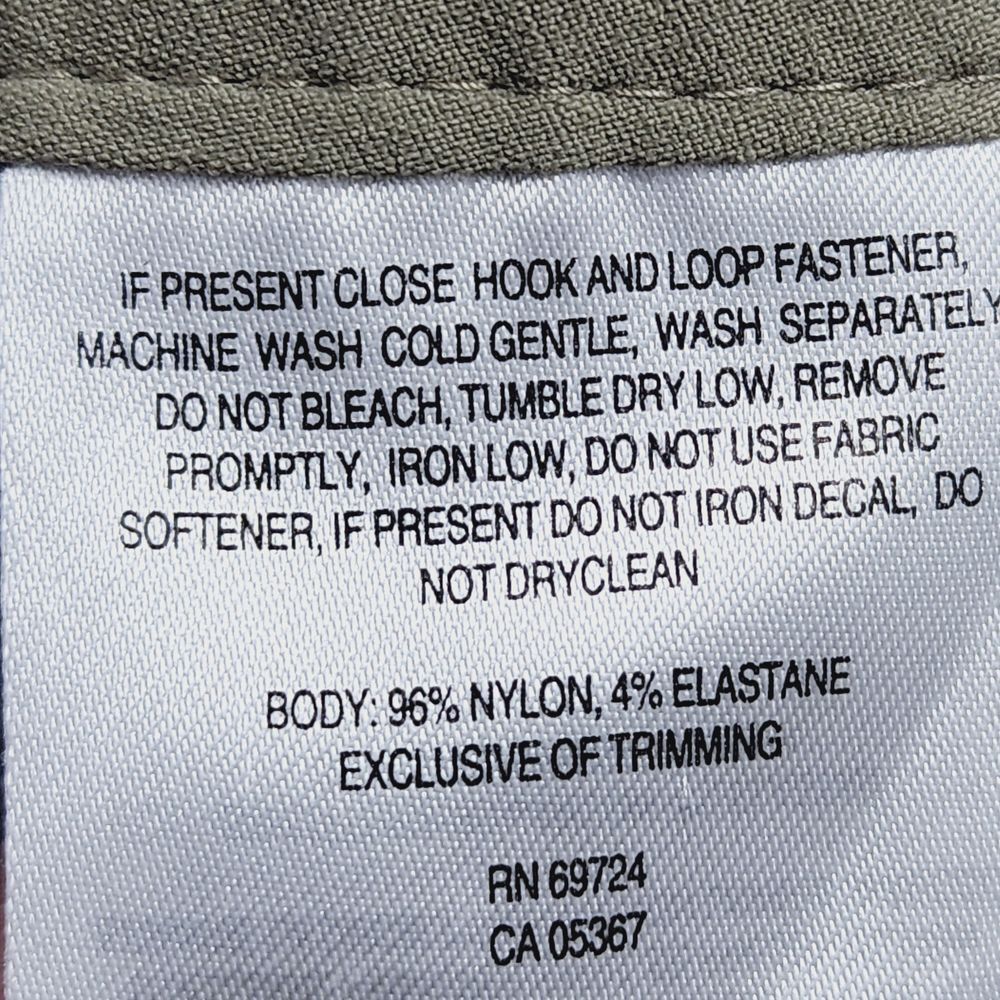 IF PRESENT CLOSE HOOK AND LOOP FASTENER,
MACHINE WASH COLD GENTLE, WASH SEPARATELY
DO NOT BLEACH, TUMBLE DRY LOW, REMOVE
PROMPTLY, IRON LOW, DO NOT USE FABRIC
SOFTENER, IF PRESENT DO NOT IRON DECAL, DO
NOT DRYCLEAN
BODY: 96% NYLON, 4% ELASTANE
EXCLUSIVE OF TRIMMING
RN 69724
CA 05367